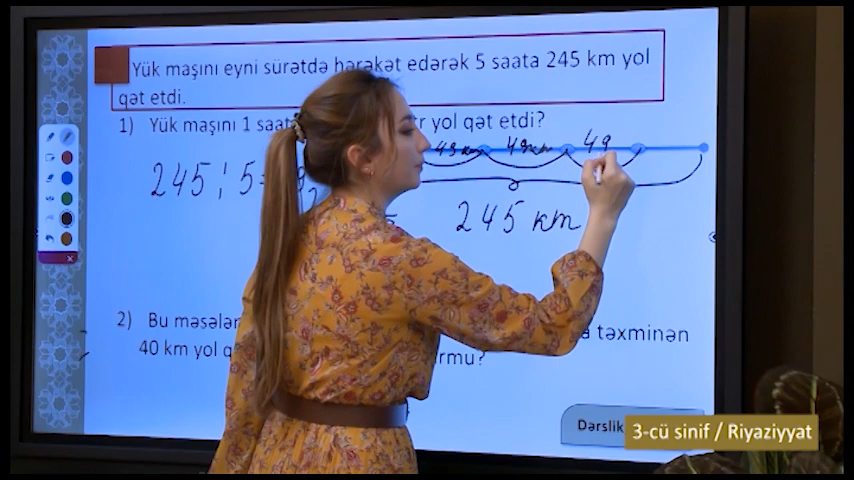 Yük maşını eyni sürətdə hərəkət edərək 5 saata 245 km yol
qət etdi.
1) Yük maşını 1 saat yol qət etdi?
49 km 49 km 49
245 : 5 =
245 km
2) Bu məsələ təxminən
40 km yol
Dərslik
3-cü sinif / Riyaziyyat